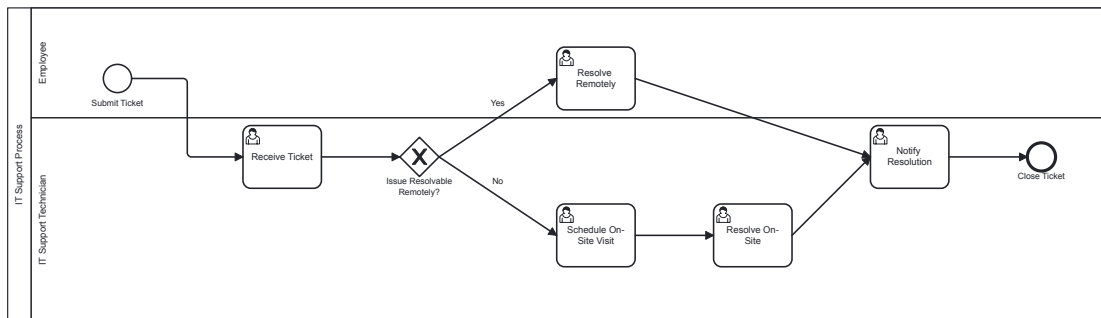 IT Support Process
Employee
IT Support Technician
Submit Ticket
Receive Ticket
Issue Resolvable
Remotely?
Yes
No
Resolve
Remotely
Schedule On-
Site Visit
Resolve On-
Site
Notify
Resolution
Close Ticket